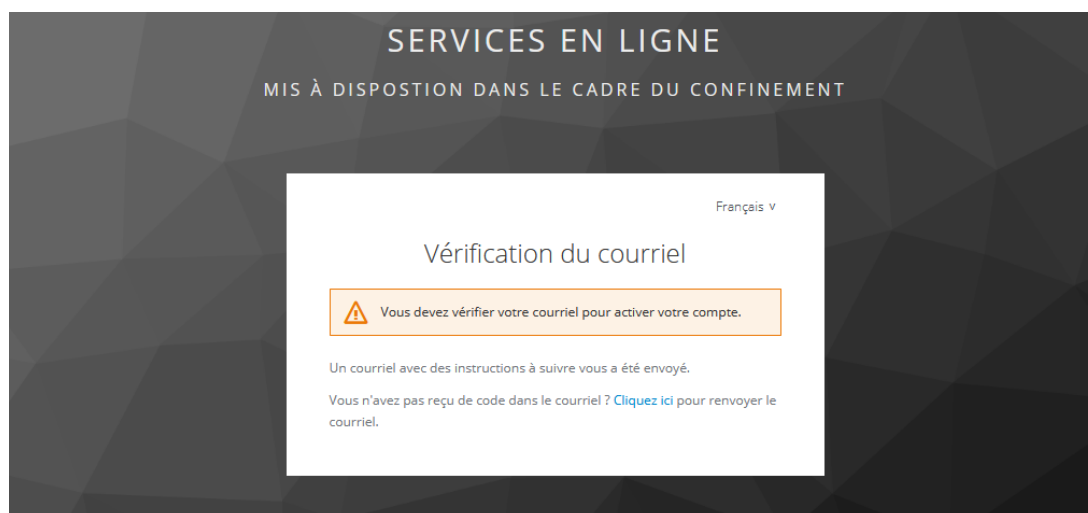 SERVICES EN LIGNE
MIS À DISPOSTION DANS LE CADRE DU CONFINEMENT
Français v
Vérification du courriel
Vous devez vérifier votre courriel pour activer votre compte.
Un courriel avec des instructions à suivre vous a été envoyé.
Vous n'avez pas reçu de code dans le courriel ? Cliquez ici pour renvoyer le
courriel.